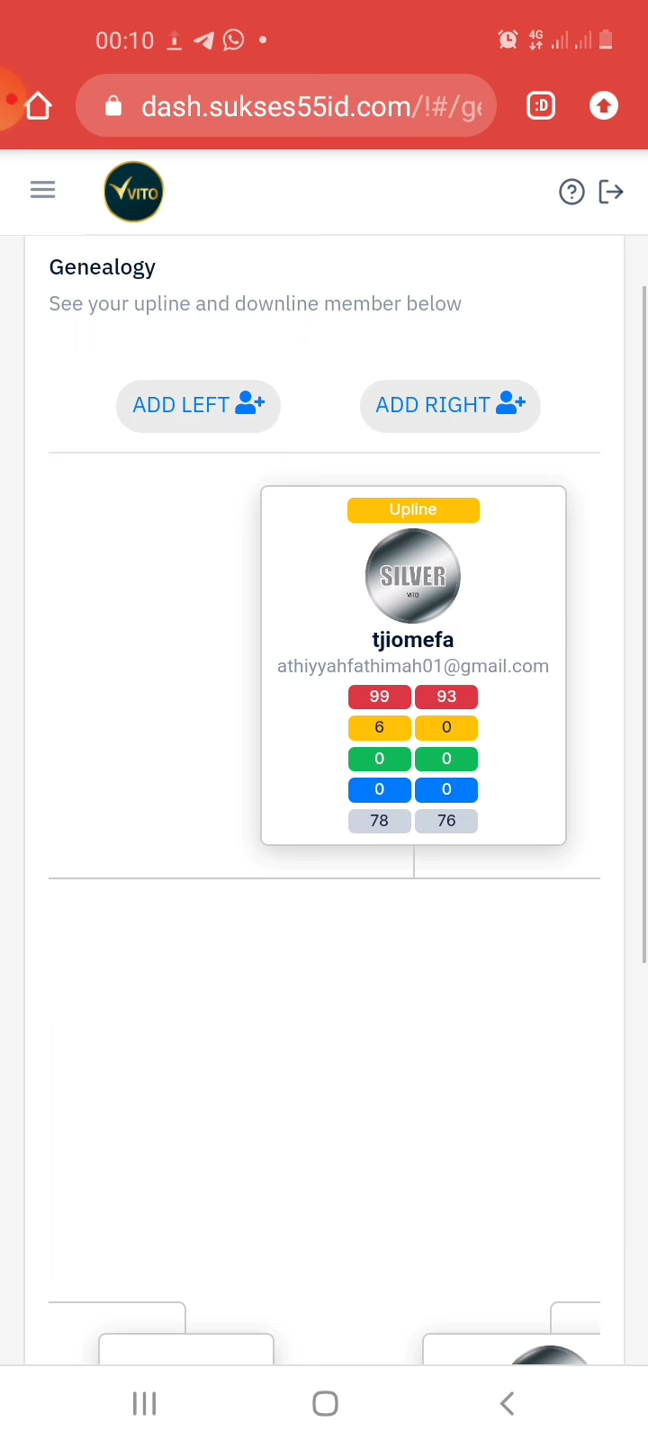 00:10
4G
:D
dash.sukses55id.com/!#/ge
VITO
Genealogy
See your upline and downline member below
ADD LEFT
ADD RIGHT
Upline
SILVER
VITO
tjiomefa
athiyyahfathimah01@gmail.com
99 93
6 0
0 0
0 0
78 76